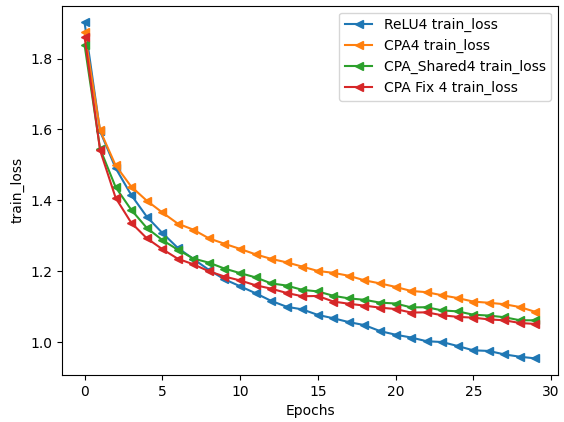 ReLU4 train_loss
CPA4 train_loss
CPA_Shared4 train_loss
CPA Fix 4 train_loss
train_loss
1.8
1.6
1.4
1.2
1.0
0 5 10 15 20 25 30
Epochs